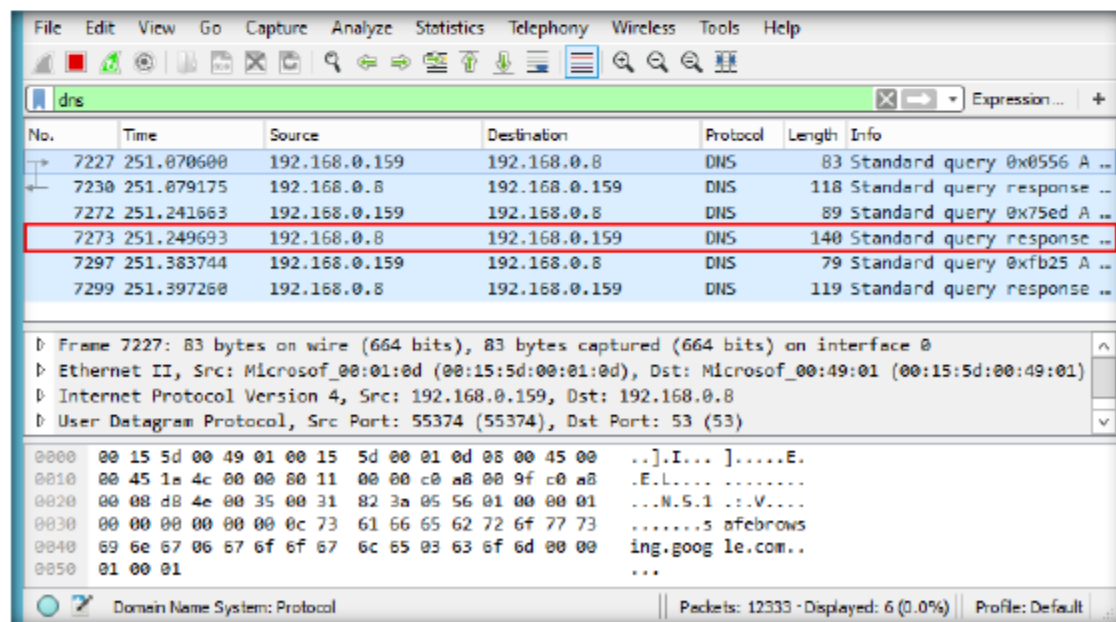 File Edit View Go Capture Analyze Statistics Telephony Wireless Tools Help
dns Expression... +
No. Time Source Destination Protocol Length Info
7227 251.070600 192.168.0.159 192.168.0.8 DNS 83 Standard query 0x0556 A …
7230 251.079175 192.168.0.8 192.168.0.159 DNS 118 Standard query response …
7272 251.241663 192.168.0.159 192.168.0.8 DNS 89 Standard query 0x75ed A …
7273 251.249693 192.168.0.8 192.168.0.159 DNS 140 Standard query response …
7297 251.383744 192.168.0.159 192.168.0.8 DNS 79 Standard query 0xfb25 A …
7299 251.397260 192.168.0.8 192.168.0.159 DNS 119 Standard query response …
Frame 7227: 83 bytes on wire (664 bits), 83 bytes captured (664 bits) on interface 0
Ethernet II, Src: Microsof_00:01:0d (00:15:5d:00:01:0d), Dst: Microsof_00:49:01 (00:15:5d:00:49:01)
Internet Protocol Version 4, Src: 192.168.0.159, Dst: 192.168.0.8
User Datagram Protocol, Src Port: 55374 (55374), Dst Port: 53 (53)
0000 00 15 5d 00 49 01 00 15 5d 00 01 0d 08 00 45 00 ..].I... ].....E.
0010 00 45 1a 4c 00 00 80 11 00 00 c0 a8 00 9f c0 a8 .E.L.... ........
0020 00 08 d8 4e 00 35 00 31 82 3a 05 56 01 00 00 01 ...N.5.1 .:.V....
0030 00 00 00 00 00 00 0c 73 61 66 65 62 72 6f 77 73 .......s afebrows
0040 69 6e 67 06 67 6f 6f 67 6c 65 03 63 6f 6d 00 00 ing.goog le.com..
0050 01 00 01 ...
Domain Name System: Protocol Packets: 12333 · Displayed: 6 (0.0%) Profile: Default